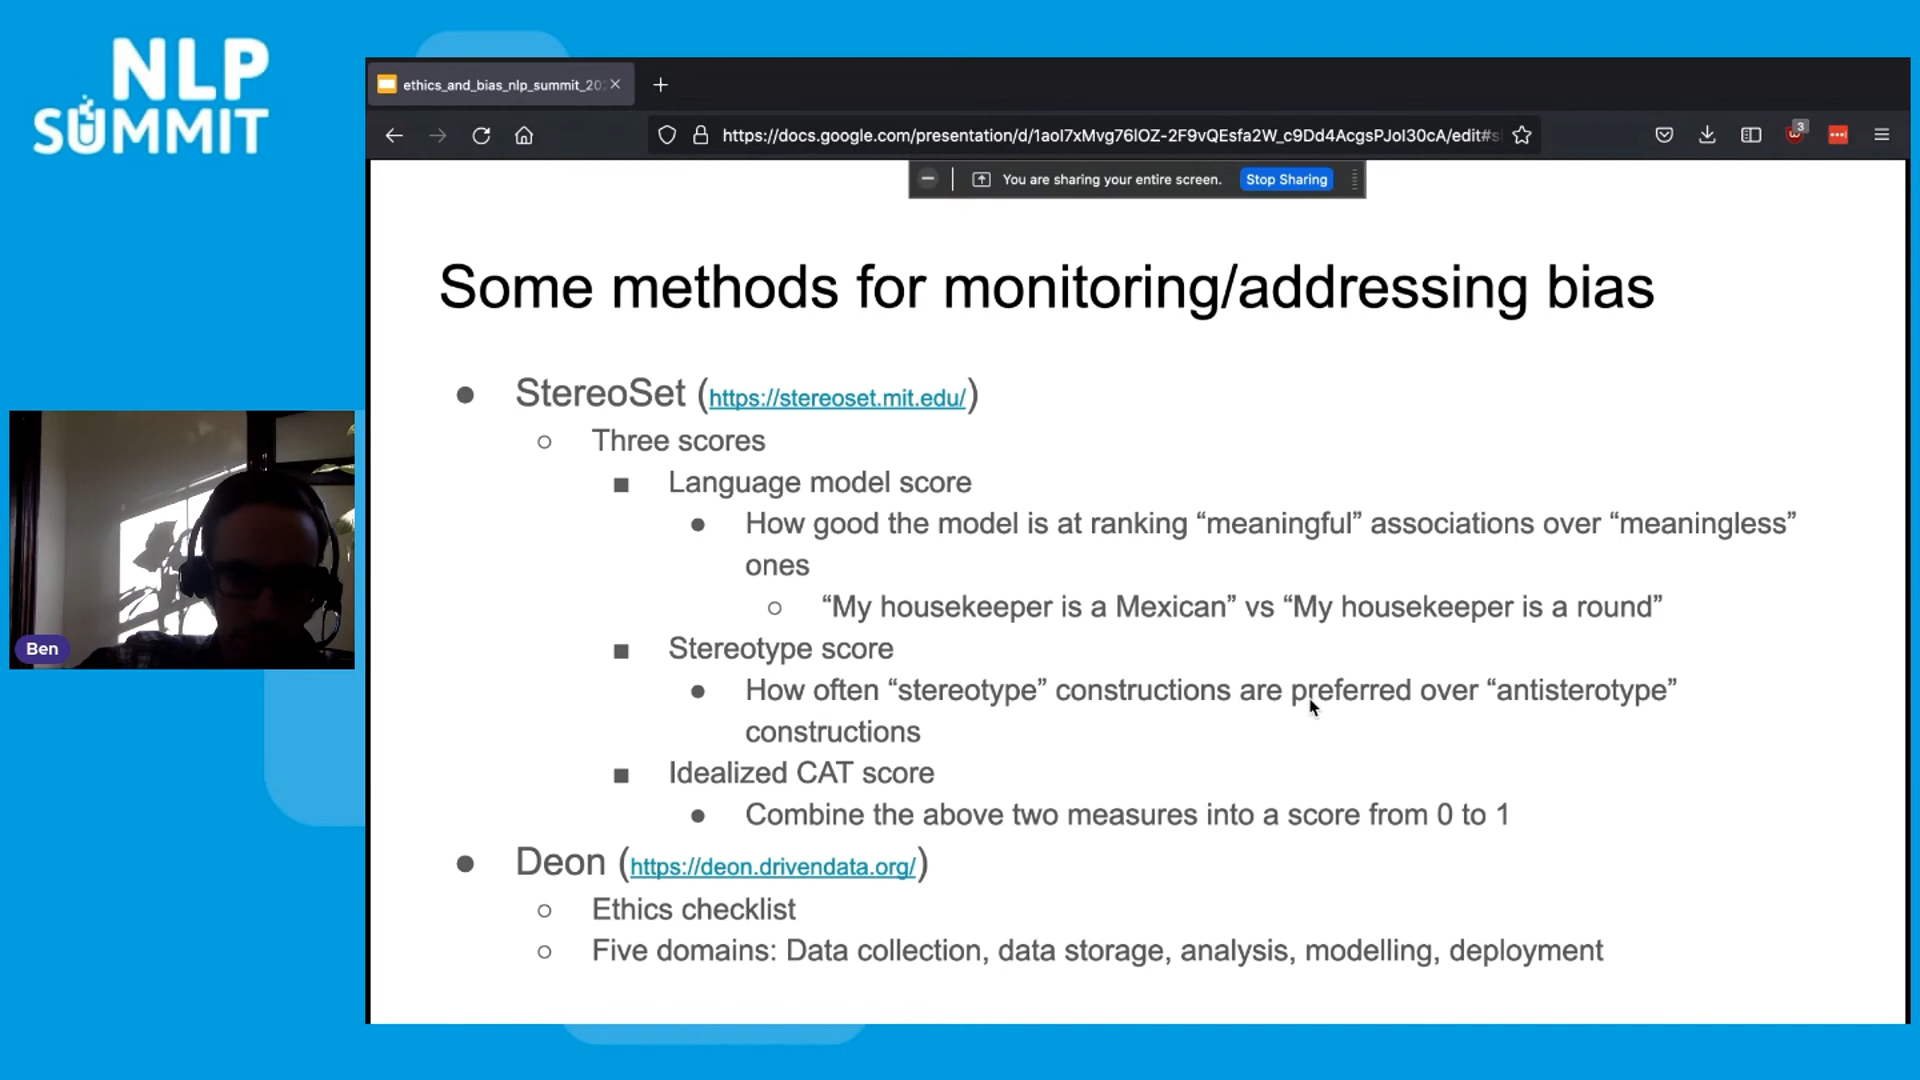 NLP
SUMMIT
ethics_and_bias_nlp_summit_20
https://docs.google.com/presentation/d/1aoI7xMvg76lOZ-2F9vQEsfa2W_c9Dd4AcgsPJoI30cA/edit#s
3
You are sharing your entire screen.
Stop Sharing
Some methods for monitoring/addressing bias
● StereoSet (https://stereoset.mit.edu/)
○ Three scores
■ Language model score
● How good the model is at ranking “meaningful” associations over “meaningless”
ones
○ “My housekeeper is a Mexican” vs “My housekeeper is a round”
■ Stereotype score
● How often “stereotype” constructions are preferred over “antisterotype”
constructions
■ Idealized CAT score
● Combine the above two measures into a score from 0 to 1
● Deon (https://deon.drivendata.org/)
○ Ethics checklist
○ Five domains: Data collection, data storage, analysis, modelling, deployment
Ben